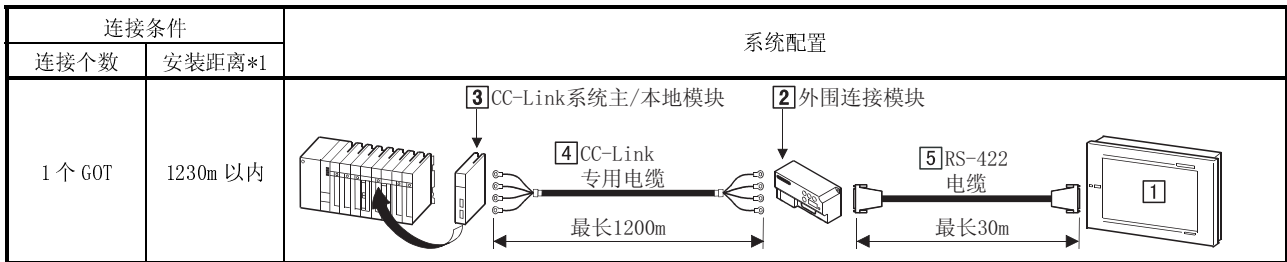 连接条件
系统配置
连接个数 安装距离*1
1个 GOT
1230m 以内
3 CC-Link系统主/本地模块
2 外围连接模块
4 CC-Link
专用电缆
5 RS-422
电缆
1
最长1200m
最长30m